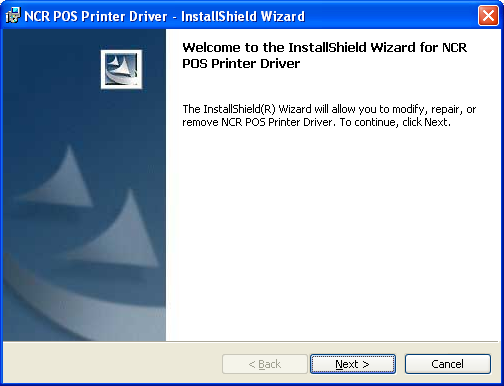 NCR POS Printer Driver - InstallShield Wizard
Welcome to the InstallShield Wizard for NCR
POS Printer Driver
The InstallShield(R) Wizard will allow you to modify, repair, or
remove NCR POS Printer Driver. To continue, click Next.
< Back Next > Cancel